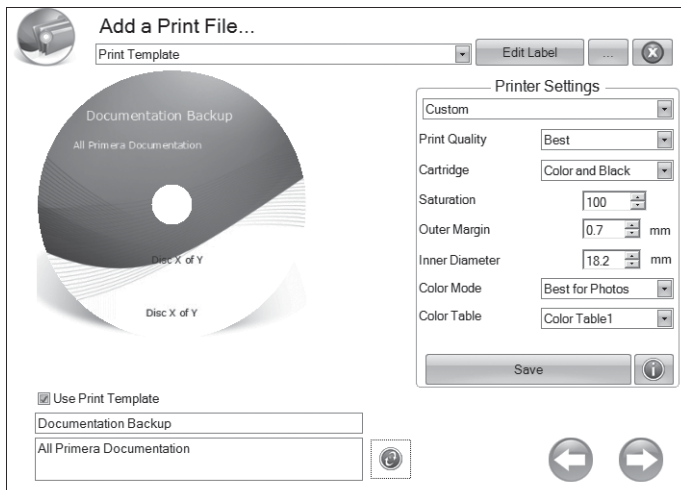 Add a Print File...
Print Template
Edit Label
...
Documentation Backup
All Primera Documentation
Disc X of Y
Disc X of Y
Printer Settings
Custom
Print Quality Best
Cartridge Color and Black
Saturation 100
Outer Margin 0.7 mm
Inner Diameter 18.2 mm
Color Mode Best for Photos
Color Table Color Table1
Save
Use Print Template
Documentation Backup
All Primera Documentation